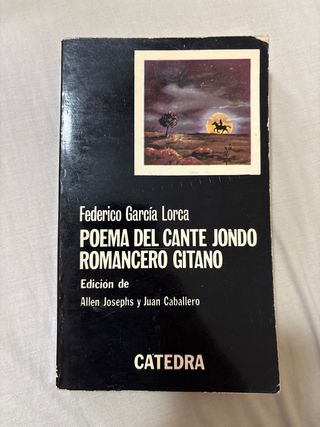 Federico García Lorca
POEMA DEL CANTE JONDO
ROMANCERO GITANO
Edición de
Allen Josephs y Juan Caballero
CATEDRA